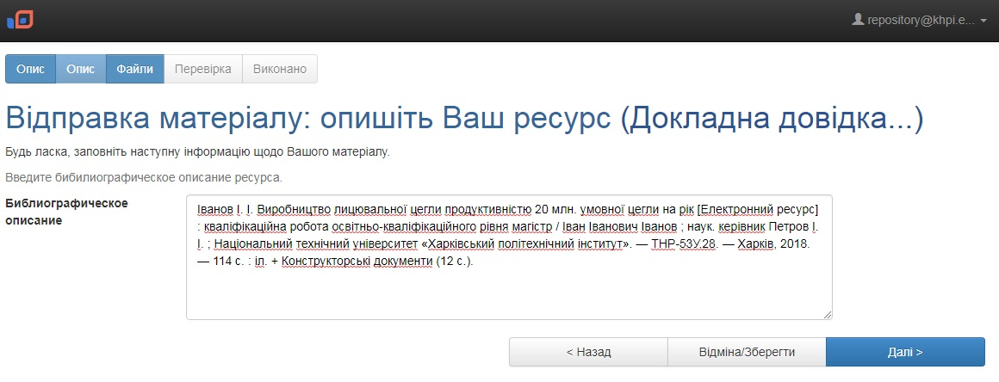 repository@khpi.e...
Опис Опис Файли Перевірка Виконано
Відправка матеріалу: опишіть Ваш ресурс (Докладна довідка...)
Будь ласка, заповніть наступну інформацію щодо Вашого матеріалу.
Введите бибилиографическое описание ресурса.
Библиографическое
описание
Іванов І. І. Виробництво лицювальної цегли продуктивністю 20 млн. умовної цегли на рік [Електронний ресурс]
: кваліфікаційна робота освітньо-кваліфікаційного рівня магістр / Іван Іванович Іванов ; наук. керівник Петров І.
І. ; Національний технічний університет «Харківський політехнічний інститут». — ТНР-53У.28. — Харків, 2018.
— 114 с. : іл. + Конструкторські документи (12 с.).
< Назад Відміна/Зберегти Далі >